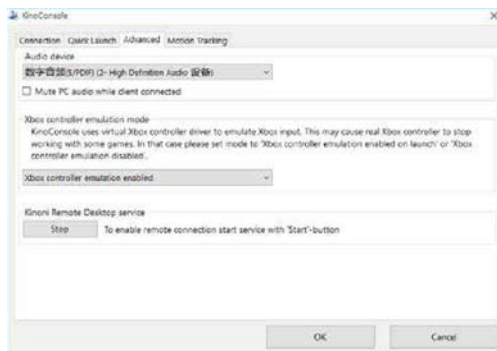 KinoConsole
Connection Quick Launch Advanced Motion Tracking
Audio device
数字音频(S/PDIF) (2- High Definition Audio 设备)
Mute PC audio while client connected
Xbox controller emulation mode
KinoConsole uses virtual Xbox controller driver to emulate Xbox input. This may cause real Xbox controller to stop
working with some games. In that case please set mode to 'Xbox controller emulation enabled on launch' or 'Xbox
controller emulation disabled'.
Xbox controller emulation enabled
Kinoni Remote Desktop service
Stop To enable remote connection start service with 'Start'-button
OK Cancel